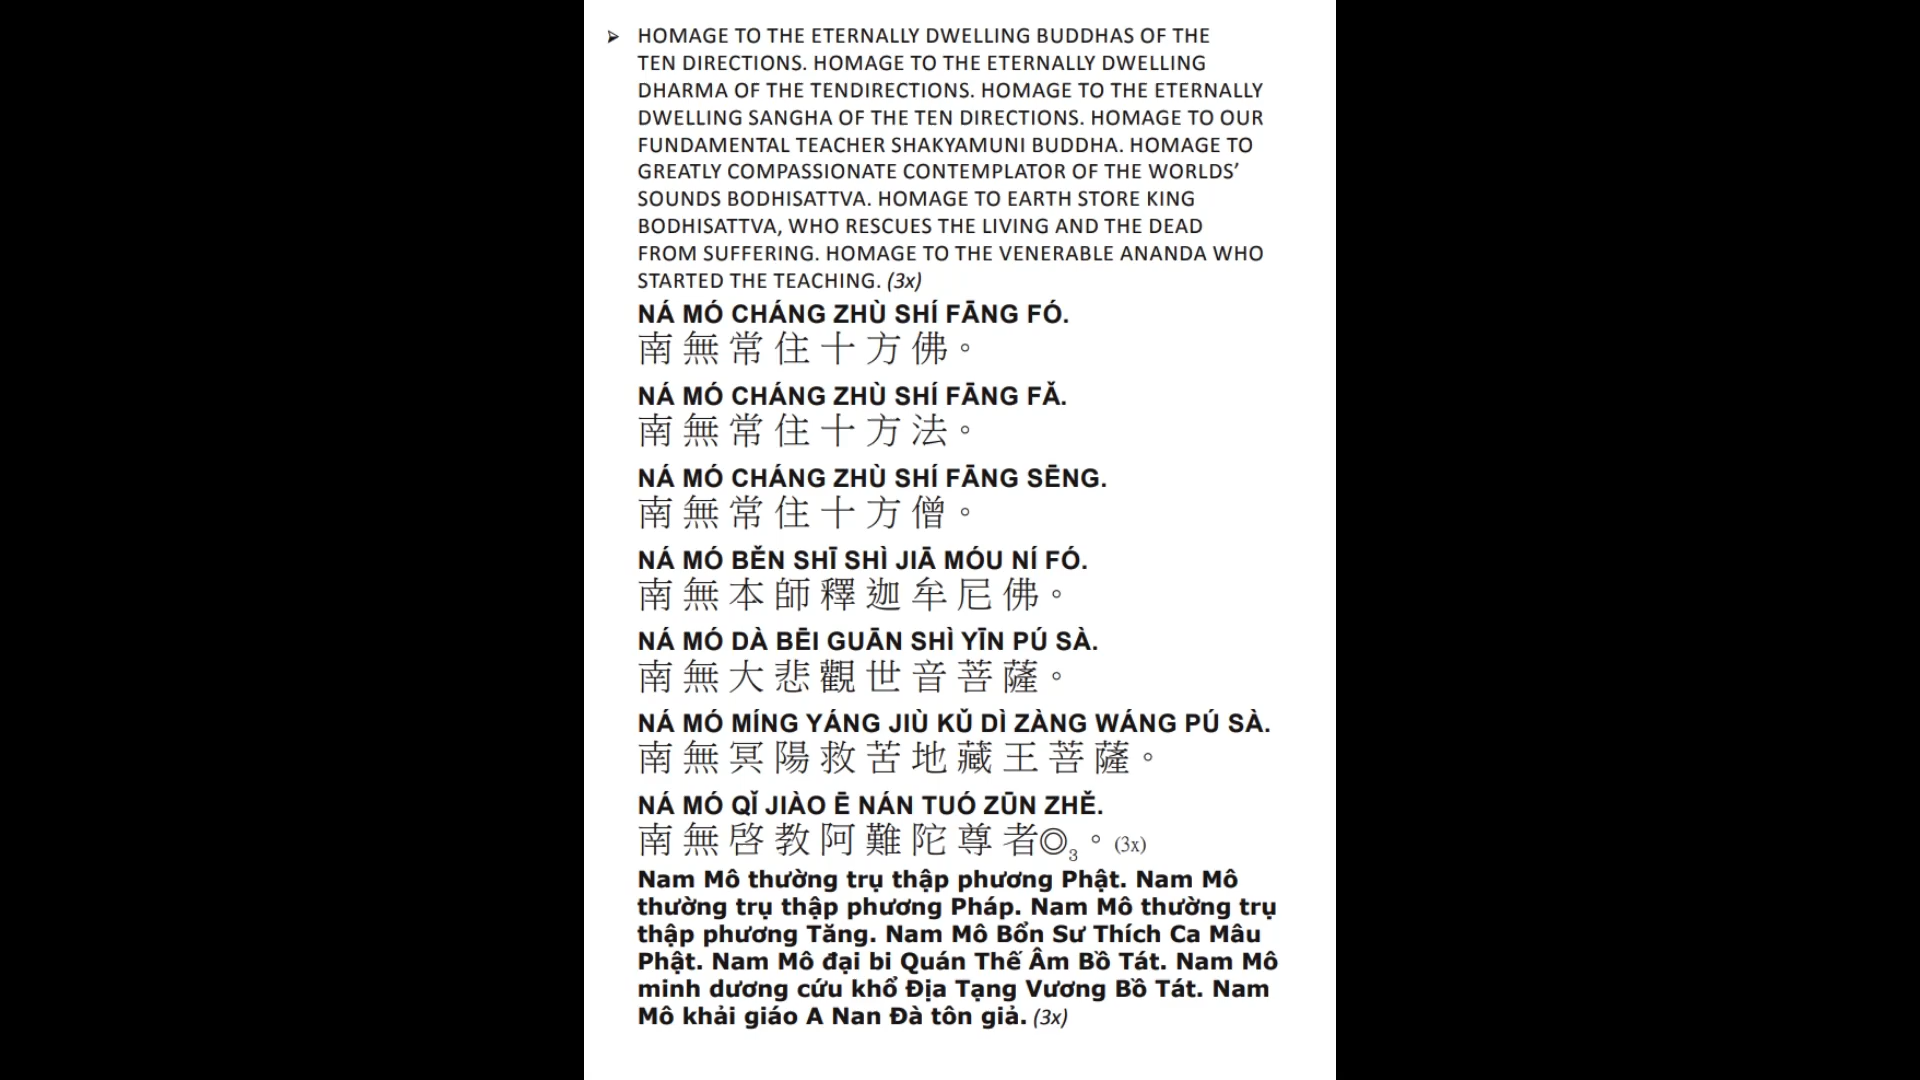 ➢ HOMAGE TO THE ETERNALLY DWELLING BUDDHAS OF THE
TEN DIRECTIONS. HOMAGE TO THE ETERNALLY DWELLING
DHARMA OF THE TENDIRECTIONS. HOMAGE TO THE ETERNALLY
DWELLING SANGHA OF THE TEN DIRECTIONS. HOMAGE TO OUR
FUNDAMENTAL TEACHER SHAKYAMUNI BUDDHA. HOMAGE TO
GREATLY COMPASSIONATE CONTEMPLATOR OF THE WORLDS’
SOUNDS BODHISATTVA. HOMAGE TO EARTH STORE KING
BODHISATTVA, WHO RESCUES THE LIVING AND THE DEAD
FROM SUFFERING. HOMAGE TO THE VENERABLE ANANDA WHO
STARTED THE TEACHING. (3x)
NÁ MÓ CHÁNG ZHÙ SHÍ FĀNG FÓ.
南無常住十方佛。
NÁ MÓ CHÁNG ZHÙ SHÍ FĀNG FǍ.
南無常住十方法。
NÁ MÓ CHÁNG ZHÙ SHÍ FĀNG SĒNG.
南無常住十方僧。
NÁ MÓ BĚN SHĪ SHÌ JIĀ MÓU NÍ FÓ.
南無本師釋迦牟尼佛。
NÁ MÓ DÀ BĒI GUĀN SHÌ YĪN PÚ SÀ.
南無大悲觀世音菩薩。
NÁ MÓ MÍNG YÁNG JIÙ KǓ DÌ ZÀNG WÁNG PÚ SÀ.
南無冥陽救苦地藏王菩薩。
NÁ MÓ QǏ JIÀO Ē NÁN TUÓ ZŪN ZHĚ.
南無啓教阿難陀尊者◎3。(3x)
Nam Mô thường trụ thập phương Phật. Nam Mô
thường trụ thập phương Pháp. Nam Mô thường trụ
thập phương Tăng. Nam Mô Bổn Sư Thích Ca Mâu
Phật. Nam Mô đại bi Quán Thế Âm Bồ Tát. Nam Mô
minh dương cứu khổ Địa Tạng Vương Bồ Tát. Nam
Mô khải giáo A Nan Đà tôn giả. (3x)